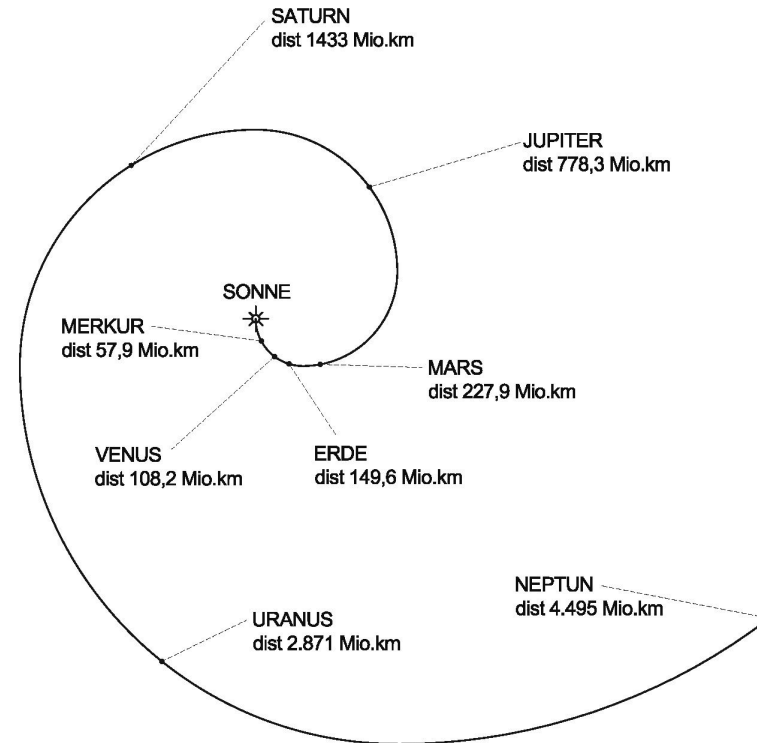 SATURN
dist 1433 Mio.km
JUPITER
dist 778,3 Mio.km
SONNE
MERKUR
dist 57,9 Mio.km
MARS
dist 227,9 Mio.km
VENUS
dist 108,2 Mio.km
ERDE
dist 149,6 Mio.km
NEPTUN
dist 4.495 Mio.km
URANUS
dist 2.871 Mio.km